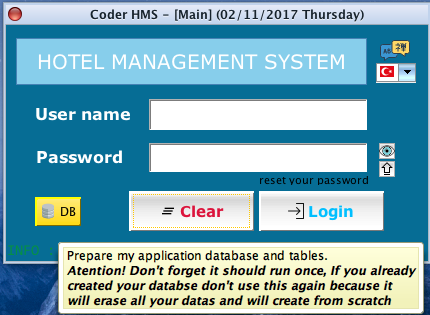 Coder HMS - [Main] (02/11/2017 Thursday)
HOTEL MANAGEMENT SYSTEM
User name
Password
reset your password
DB
Clear
Login
INFO :
Prepare my application database and tables.
Atention! Don't forget it should run once, If you already
created your databse don't use this again because it
will erase all your datas and will create from scratch